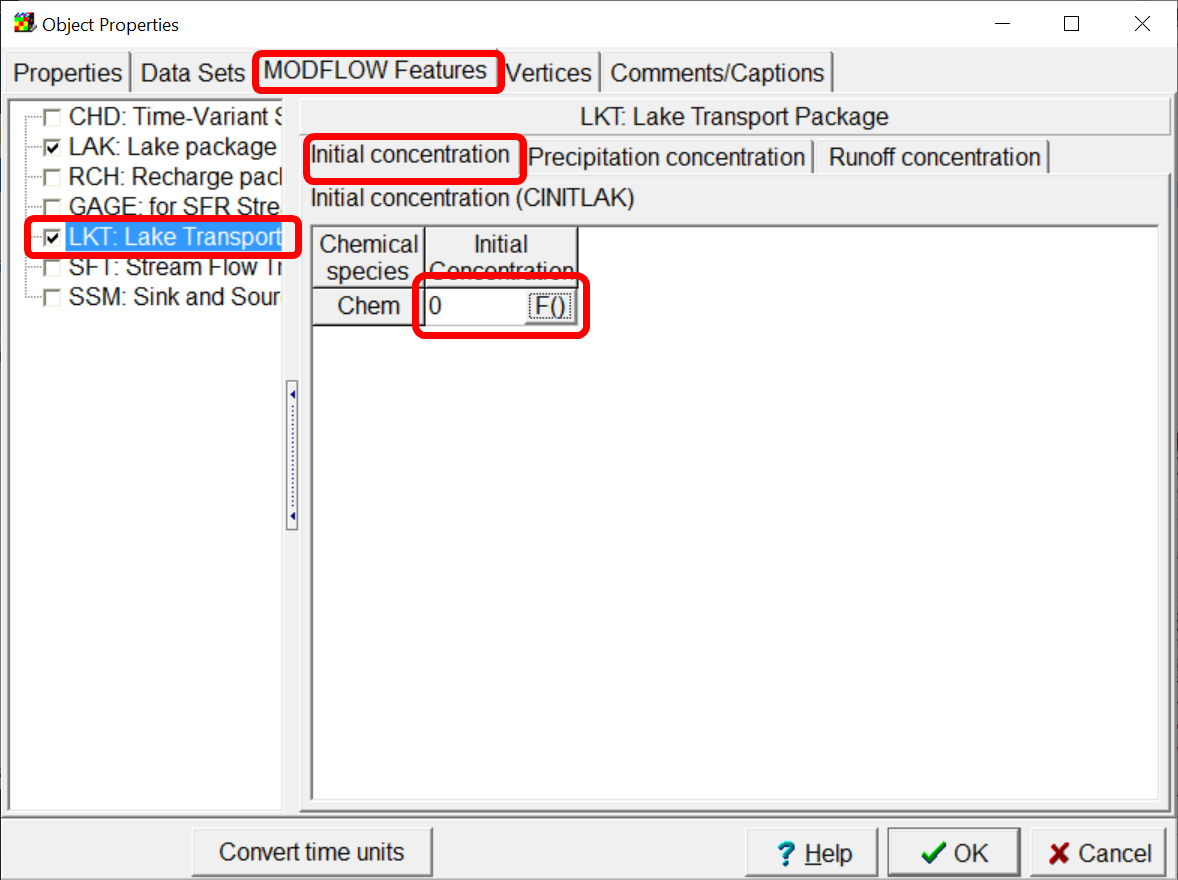 Object Properties
Properties Data Sets MODFLOW Features Vertices Comments/Captions
CHD: Time-Variant S
LAK: Lake package
RCH: Recharge pac
GAGE: for SFR Stre
LKT: Lake Transport
SFT: Stream Flow Tr
SSM: Sink and Sour
LKT: Lake Transport Package
Initial concentration Precipitation concentration Runoff concentration
Initial concentration (CINITLAK)
Chemical species Initial Concentration
Chem 0 F()
Convert time units ? Help OK Cancel